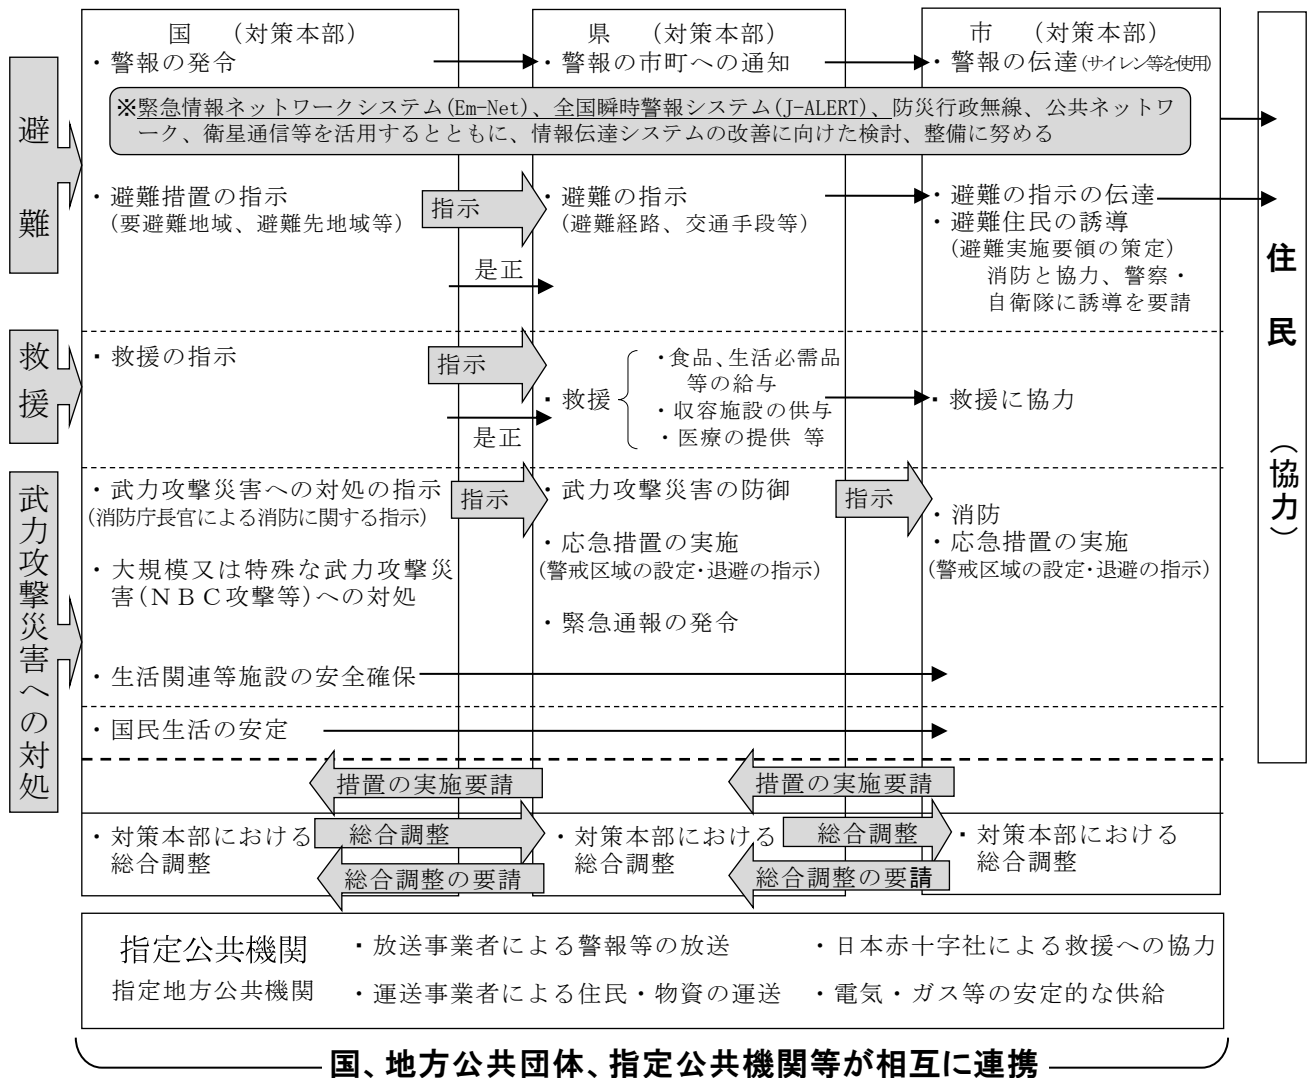 国　（対策本部）
県　（対策本部）
市　（対策本部）
避難
・警報の発令
・警報の市町への通知
・警報の伝達(サイレン等を使用)
※緊急情報ネットワークシステム(Em-Net)、全国瞬時警報システム(J-ALERT)、防災行政無線、公共ネットワ
ーク、衛星通信等を活用するとともに、情報伝達システムの改善に向けた検討、整備に努める
・避難措置の指示
(要避難地域、避難先地域等)
指示
・避難の指示
(避難経路、交通手段等)
是正
・避難の指示の伝達
・避難住民の誘導
(避難実施要領の策定)
消防と協力、警察・
自衛隊に誘導を要請
救援
・救援の指示
指示
是正
・救援
・食品、生活必需品
等の給与
・収容施設の供与
・医療の提供 等
・救援に協力
武力攻撃災害への対処
・武力攻撃災害への対処の指示
(消防庁長官による消防に関する指示)
指示
・武力攻撃災害の防御
指示
・大規模又は特殊な武力攻撃災
害(ＮＢＣ攻撃等)への対処
・応急措置の実施
(警戒区域の設定・退避の指示)
・緊急通報の発令
・消防
・応急措置の実施
(警戒区域の設定・退避の指示)
・生活関連等施設の安全確保
・国民生活の安定
措置の実施要請
措置の実施要請
・対策本部における
総合調整
総合調整
総合調整の要請
・対策本部における
総合調整
総合調整
総合調整の要請
・対策本部における
総合調整
住民（協力）
指定公共機関
指定地方公共機関
・放送事業者による警報等の放送
・日本赤十字社による救援への協力
・運送事業者による住民・物資の運送
・電気・ガス等の安定的な供給
国、地方公共団体、指定公共機関等が相互に連携